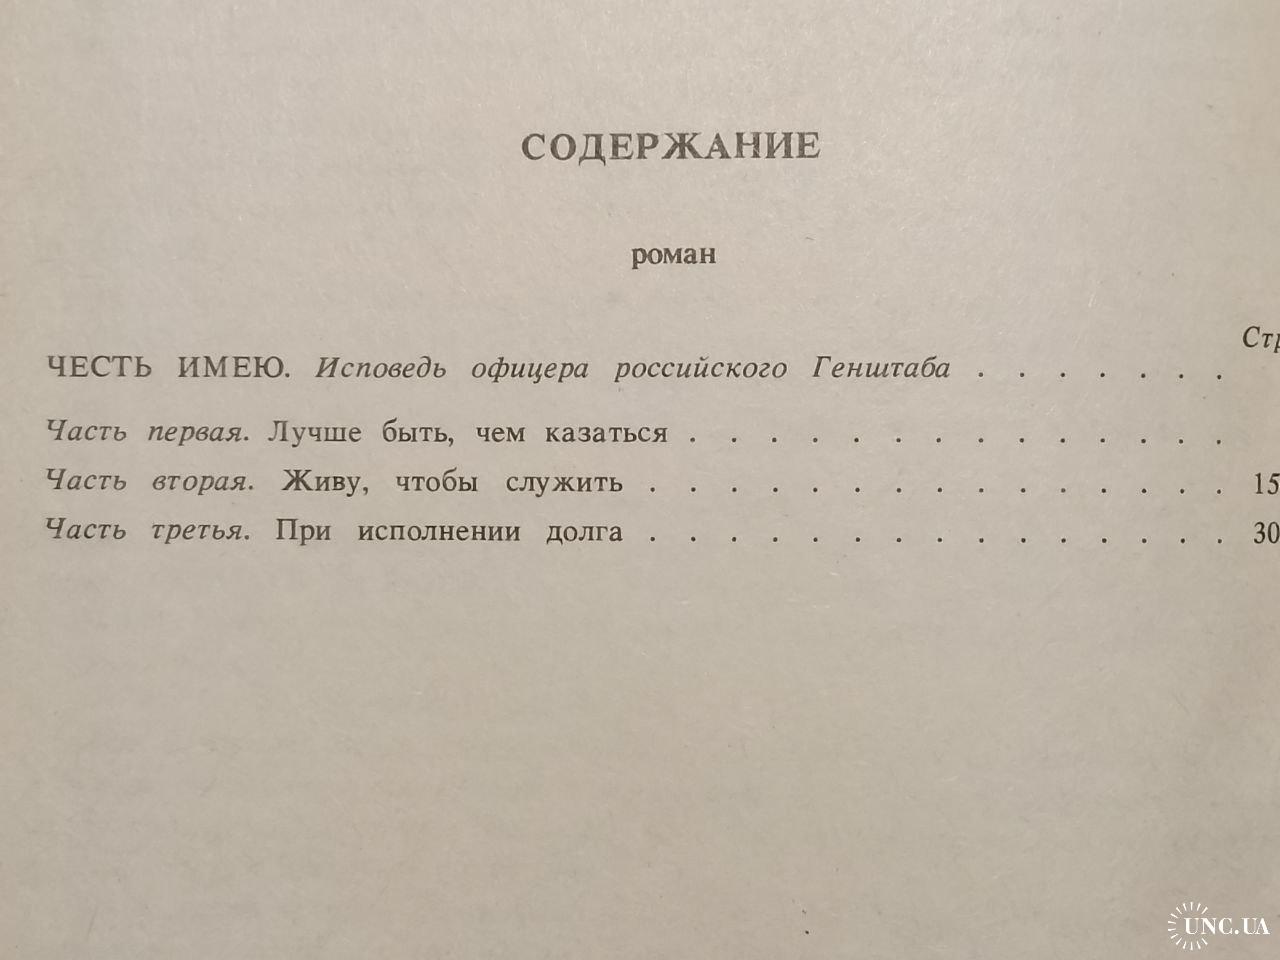 СОДЕРЖАНИЕ
роман
Стр
ЧЕСТЬ ИМЕЮ. Исповедь офицера российского Генштаба . . . . . . .
Часть первая. Лучше быть, чем казаться . . . . . . . . . . . . . .
Часть вторая. Живу, чтобы служить . . . . . . . . . . . . . . . 15
Часть третья. При исполнении долга . . . . . . . . . . . . . . . 30
UNC.UA